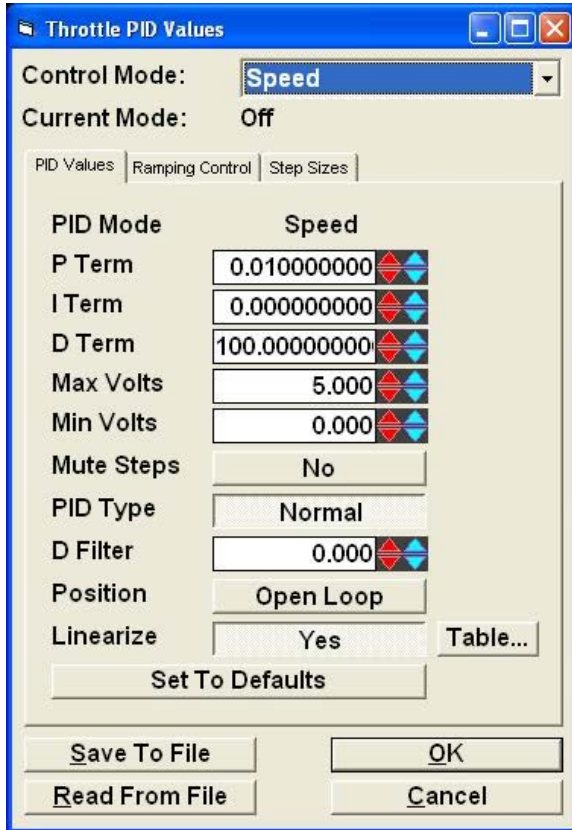 Throttle PID Values
Control Mode: Speed
Current Mode: Off
PID Values Ramping Control Step Sizes
PID Mode Speed
P Term 0.010000000
I Term 0.000000000
D Term 100.00000000
Max Volts 5.000
Min Volts 0.000
Mute Steps No
PID Type Normal
D Filter 0.000
Position Open Loop
Linearize Yes Table...
Set To Defaults
Save To File OK
Read From File Cancel